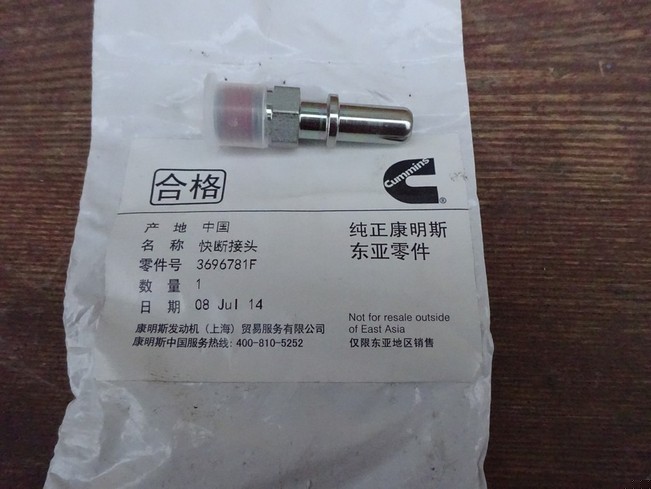 合格
Cummins
®
产 地 中国
名 称 快断接头
零件号 3696781F
数 量 1
日 期 08 Jul 14
纯正康明斯
东亚零件
Not for resale outside
of East Asia
仅限东亚地区销售
康明斯发动机（上海）贸易服务有限公司
康明斯中国服务热线: 400-810-5252